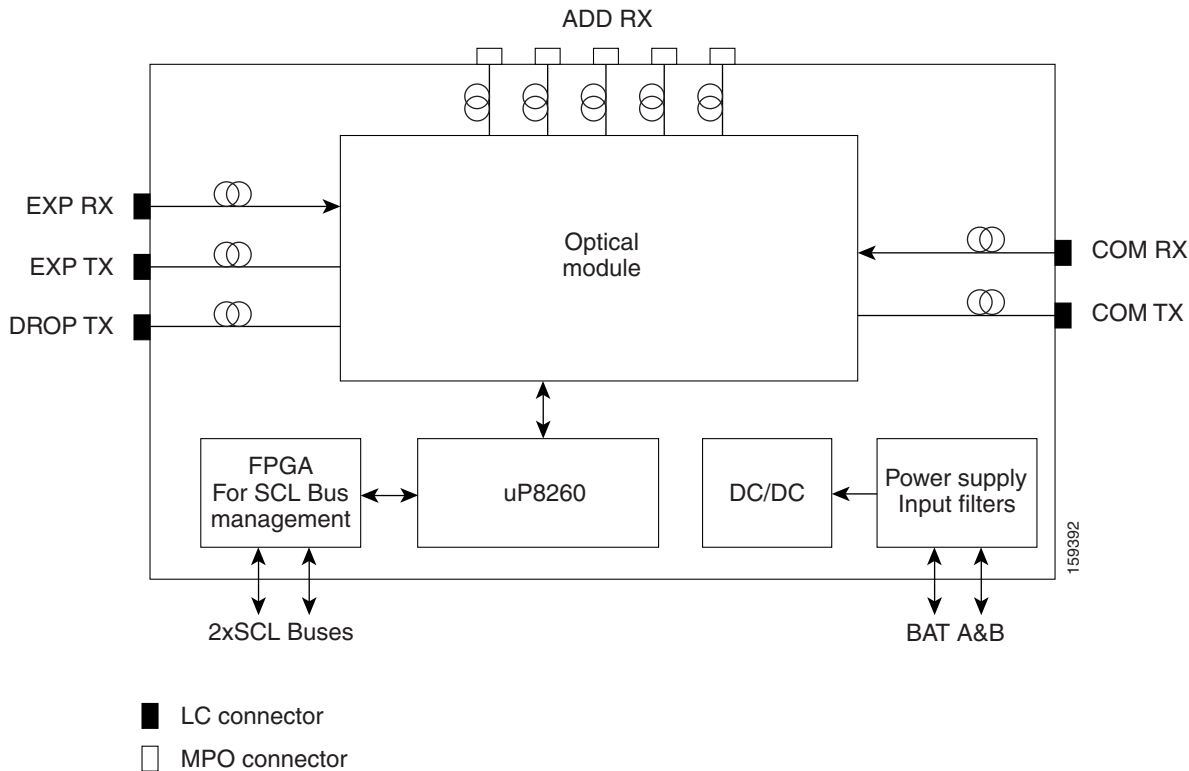 ADD RX
EXP RX
EXP TX
DROP TX
Optical
module
COM RX
COM TX
FPGA
For SCL Bus
management
uP8260
DC/DC
Power supply
Input filters
159392
2xSCL Buses
BAT A&B
LC connector
MPO connector